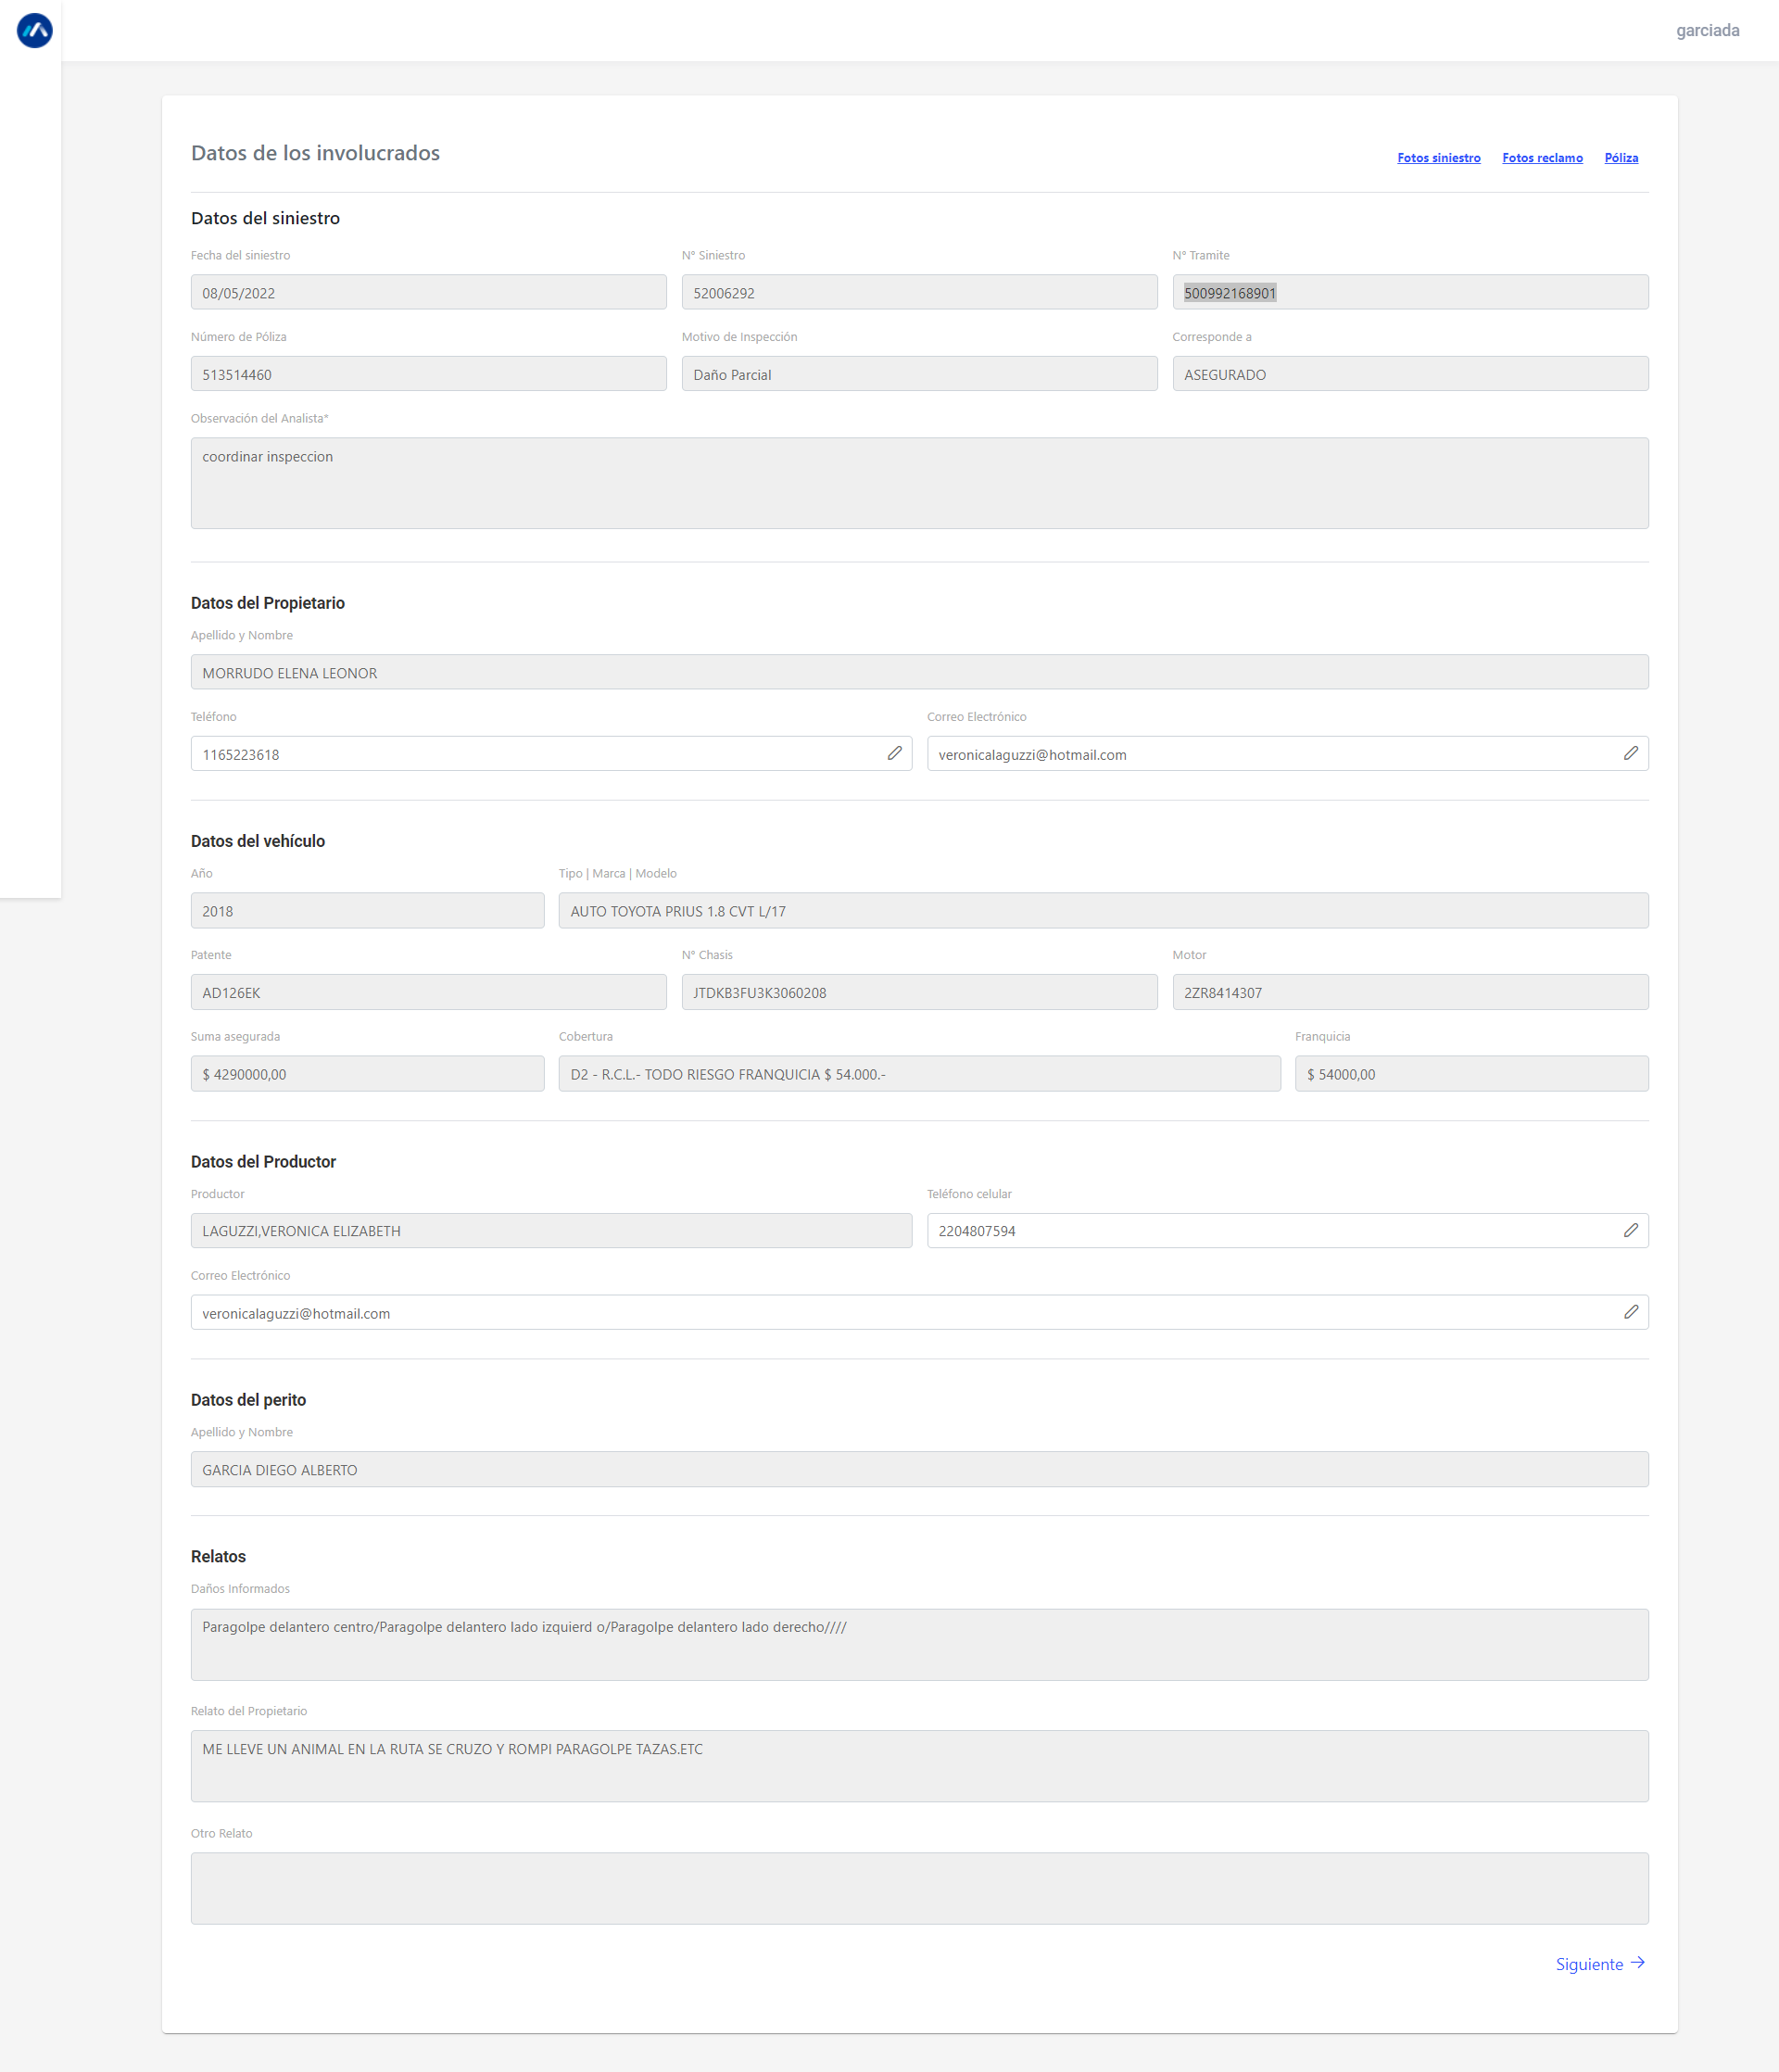 garciada
Datos de los involucrados
Fotos siniestro Fotos reclamo Póliza
Datos del siniestro
Fecha del siniestro N° Siniestro N° Tramite
08/05/2022 52006292 500992168901
Número de Póliza Motivo de Inspección Corresponde a
513514460 Daño Parcial ASEGURADO
Observación del Analista*
coordinar inspeccion
Datos del Propietario
Apellido y Nombre
MORRUDO ELENA LEONOR
Teléfono Correo Electrónico
1165223618 veronicalaguzzi@hotmail.com
Datos del vehículo
Año Tipo | Marca | Modelo
2018 AUTO TOYOTA PRIUS 1.8 CVT L/17
Patente N° Chasis Motor
AD126EK JTDKB3FU3K3060208 2ZR8414307
Suma asegurada Cobertura Franquicia
$ 4290000,00 D2 - R.C.L.- TODO RIESGO FRANQUICIA $ 54.000.- $ 54000,00
Datos del Productor
Productor Teléfono celular
LAGUZZI,VERONICA ELIZABETH 2204807594
Correo Electrónico
veronicalaguzzi@hotmail.com
Datos del perito
Apellido y Nombre
GARCIA DIEGO ALBERTO
Relatos
Daños Informados
Paragolpe delantero centro/Paragolpe delantero lado izquierd o/Paragolpe delantero lado derecho////
Relato del Propietario
ME LLEVE UN ANIMAL EN LA RUTA SE CRUZO Y ROMPI PARAGOLPE TAZAS.ETC
Otro Relato
Siguiente →